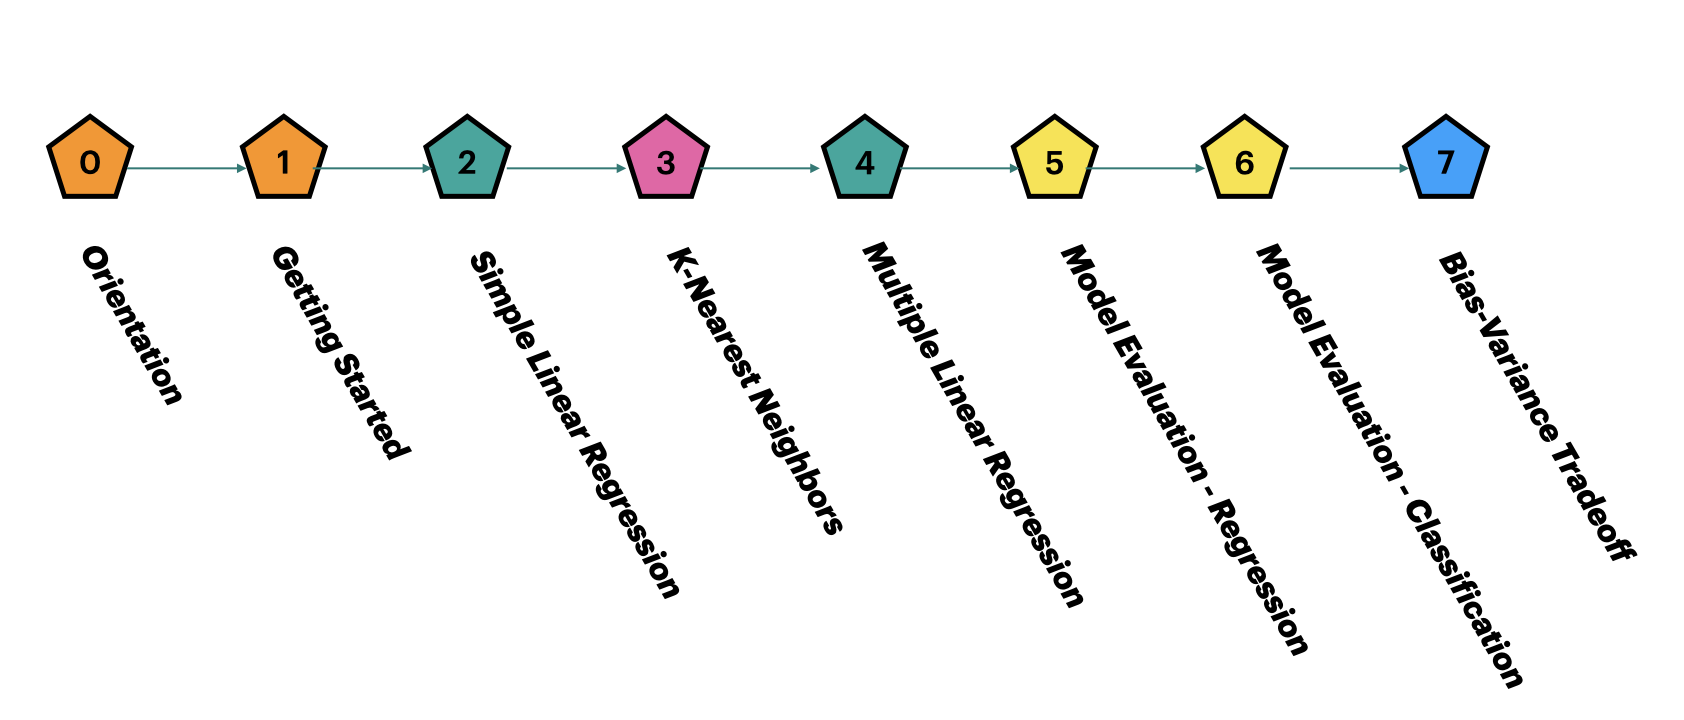 0
1
2
3
4
5
6
7
Orientation
Getting Started
Simple Linear Regression
K-Nearest Neighbors
Multiple Linear Regression
Model Evaluation - Regression
Model Evaluation - Classification
Bias-Variance Tradeoff